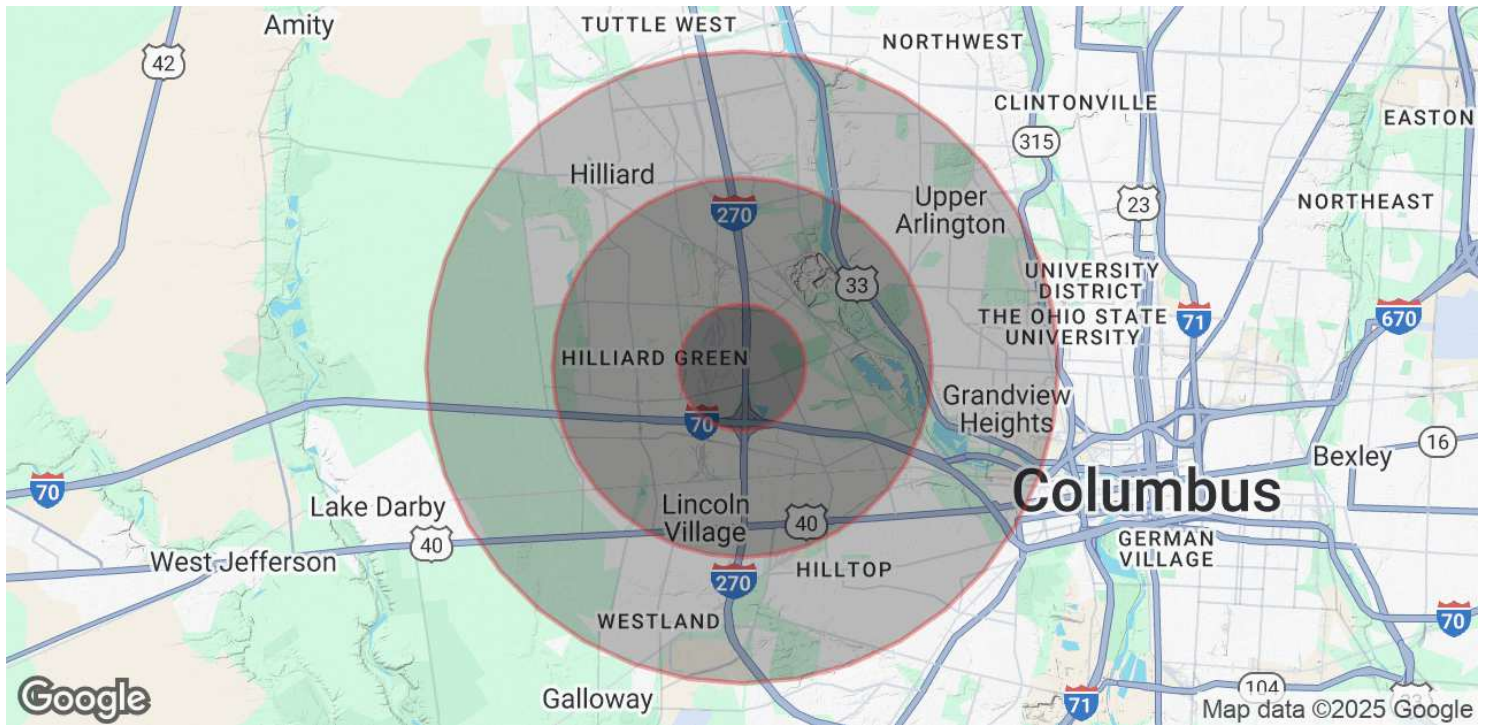 Amity
TUTTLE WEST
NORTHWEST
42
CLINTONVILLE
EASTON
315
Hilliard
Upper
Arlington
23
NORTHEAST
270
33
UNIVERSITY
DISTRICT
THE OHIO STATE
UNIVERSITY
71
670
HILLIARD GREEN
Grandview
Heights
70
16
Bexley
70
Lake Darby
Lincoln
Village
Columbus
40
40
West Jefferson
GERMAN
VILLAGE
HILLTOP
270
WESTLAND
70
Galloway
104
71
Google
Map data ©2025 Google